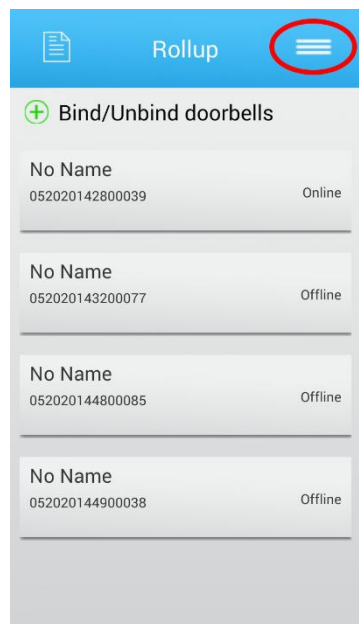 Rollup
Bind/Unbind doorbells
No Name
052020142800039
Online
No Name
052020143200077
Offline
No Name
052020144800085
Offline
No Name
052020144900038
Offline